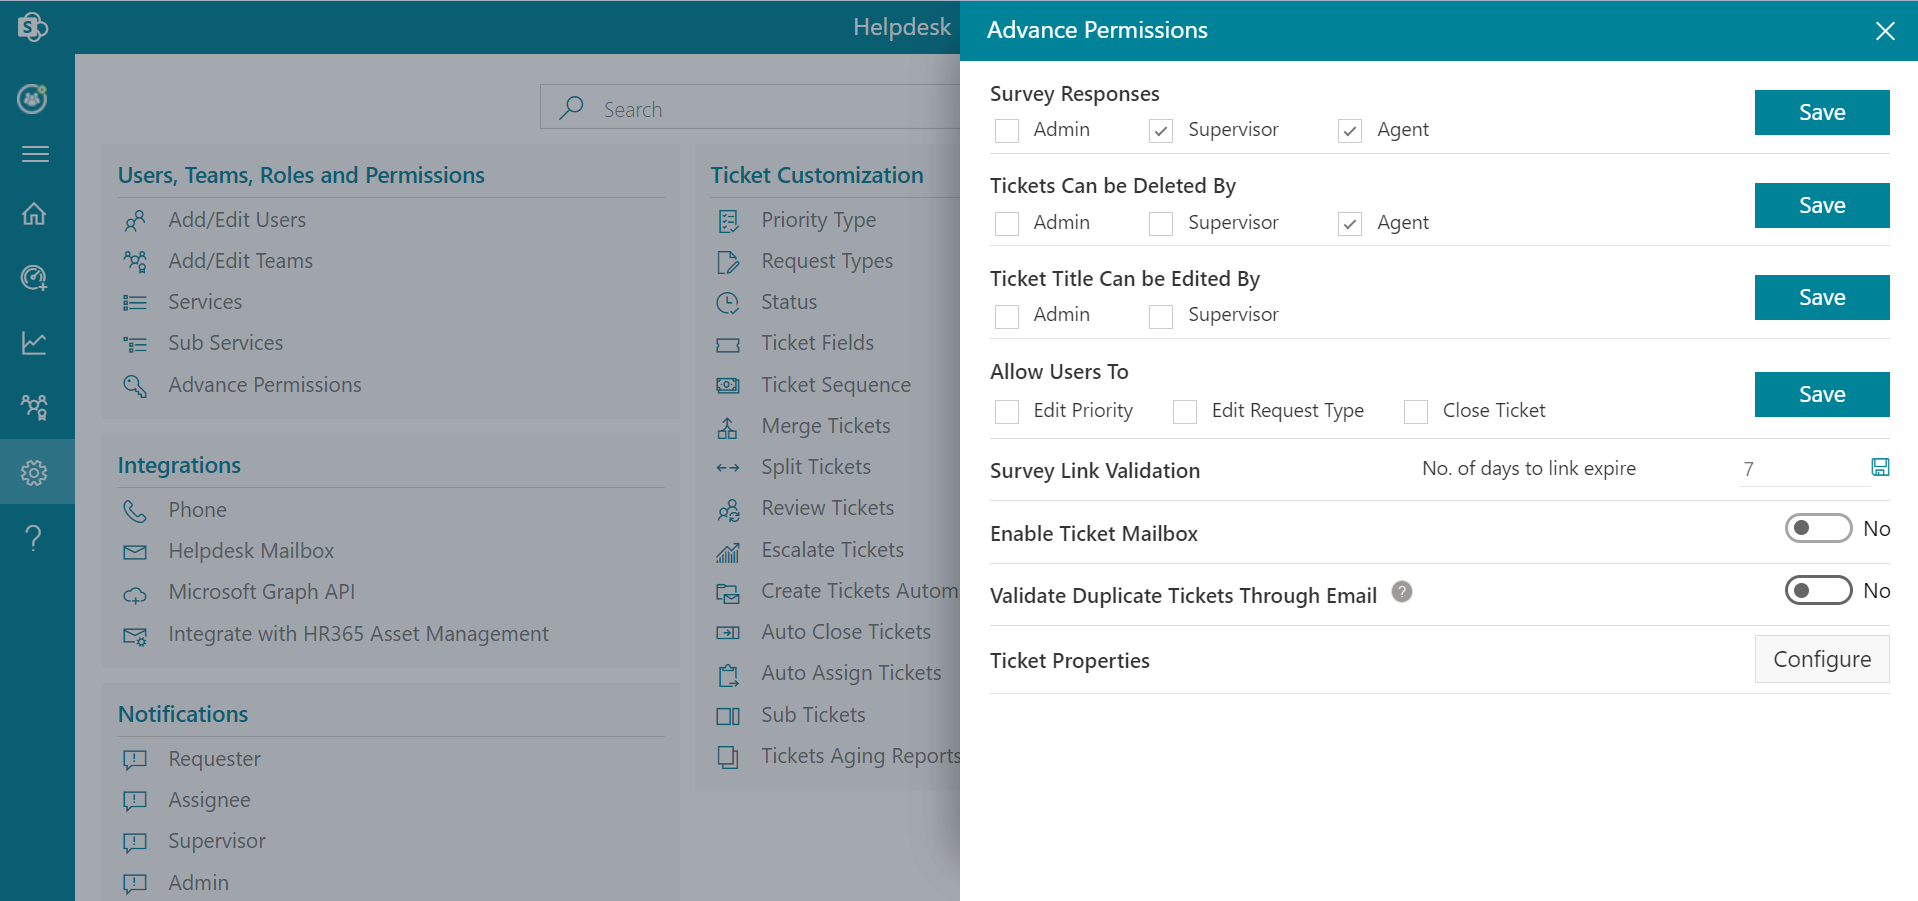 Helpdesk
Search
Users, Teams, Roles and Permissions
Add/Edit Users
Add/Edit Teams
Services
Sub Services
Advance Permissions
Integrations
Phone
Helpdesk Mailbox
Microsoft Graph API
Integrate with HR365 Asset Management
Notifications
Requester
Assignee
Supervisor
Admin
Ticket Customization
Priority Type
Request Types
Status
Ticket Fields
Ticket Sequence
Merge Tickets
Split Tickets
Review Tickets
Escalate Tickets
Create Tickets Autom
Auto Close Tickets
Auto Assign Tickets
Sub Tickets
Tickets Aging Reports
Advance Permissions
Survey Responses
Admin Supervisor Agent Save
Tickets Can be Deleted By
Admin Supervisor Agent Save
Ticket Title Can be Edited By
Admin Supervisor Save
Allow Users To
Edit Priority Edit Request Type Close Ticket Save
Survey Link Validation No. of days to link expire 7
Enable Ticket Mailbox No
Validate Duplicate Tickets Through Email ? No
Ticket Properties Configure